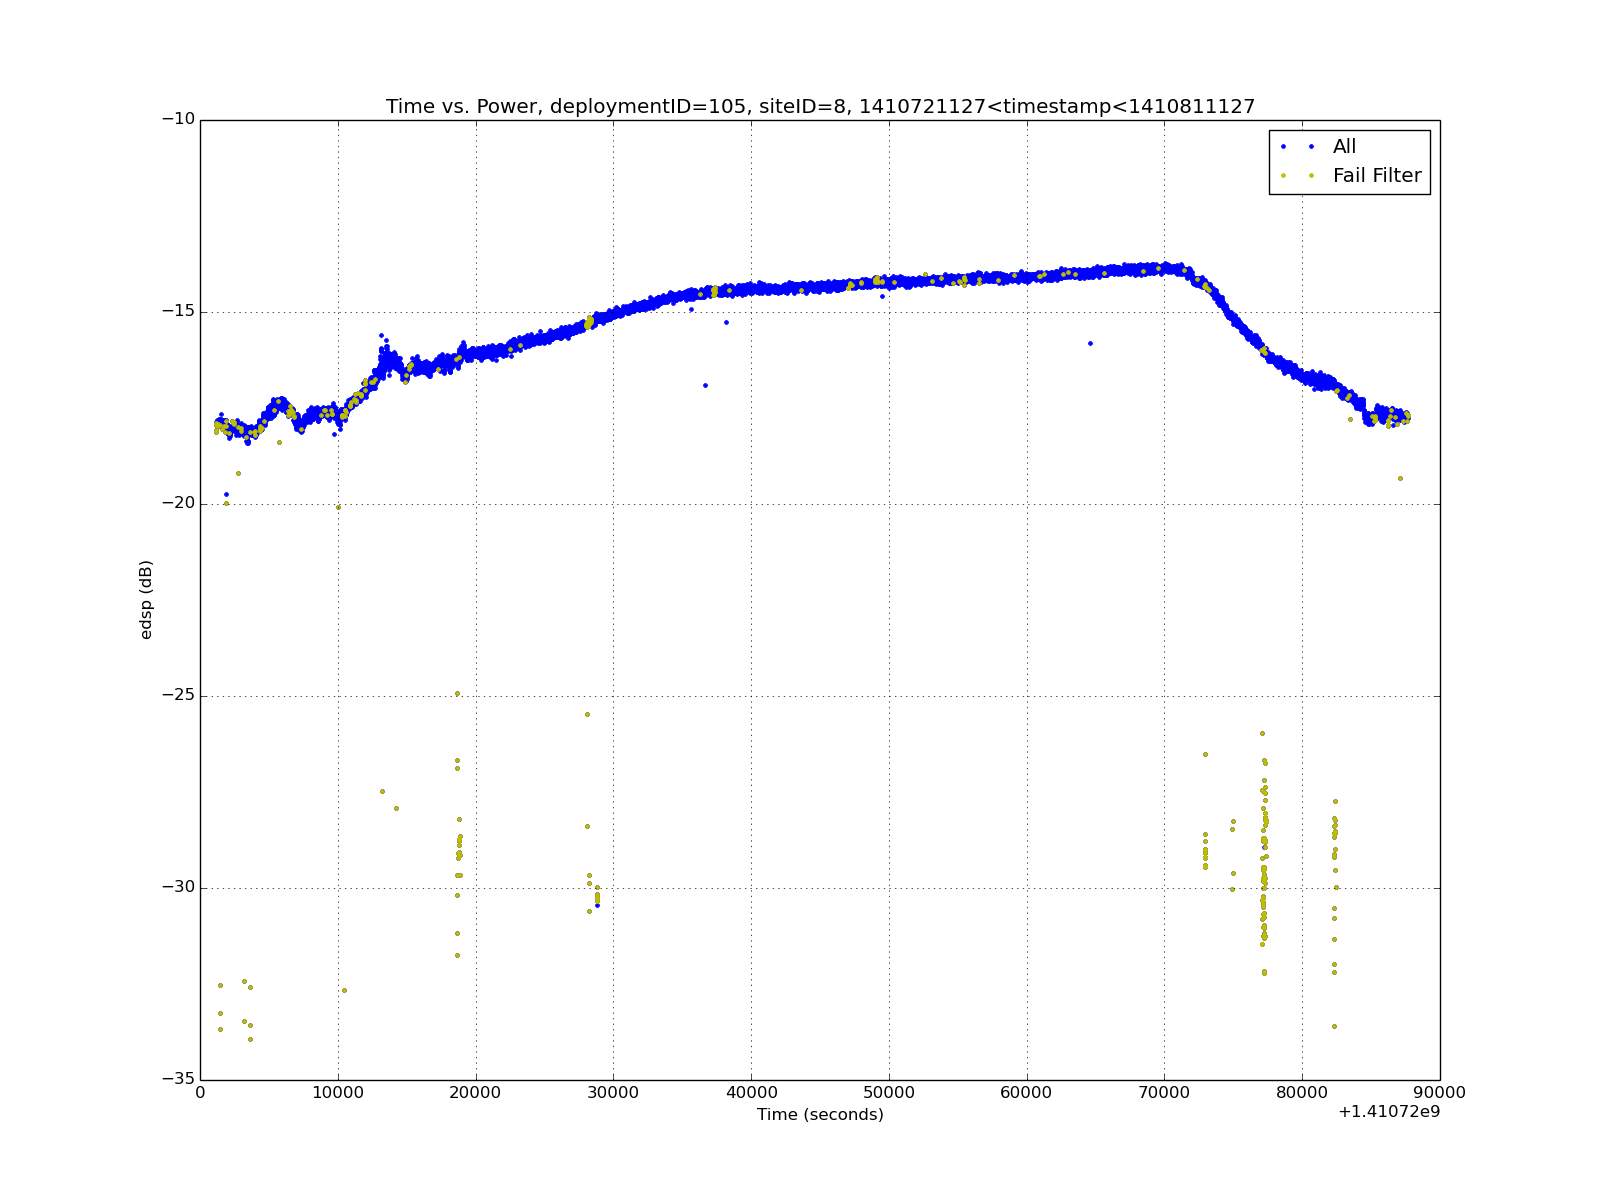 Time vs. Power, deploymentID=105, siteID=8, 1410721127<timestamp<1410811127
−10
All
Fail Filter
−15
−20
edsp (dB)
−25
−30
−35
0 10000 20000 30000 40000 50000 60000 70000 80000 90000
Time (seconds)
+1.41072e9